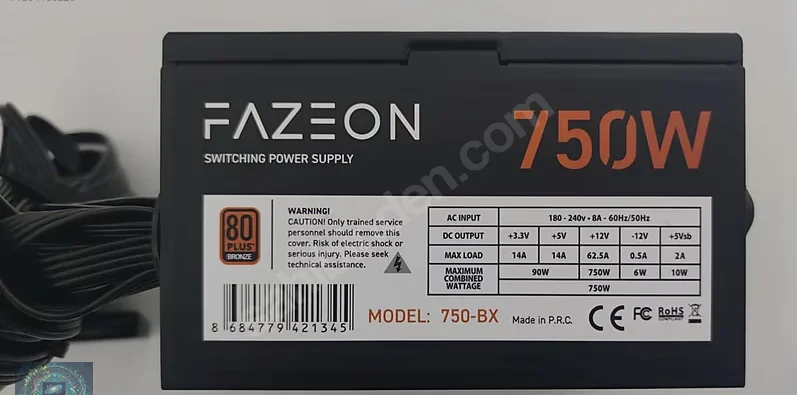 FAZEON
SWITCHING POWER SUPPLY
750W
80
PLUS
BRONZE
WARNING!
CAUTION! Only trained service
personnel should remove this
cover. Risk of electric shock or
serious injury. Please seek
technical assistance.
AC INPUT 180 - 240v • 8A - 60Hz/50Hz
DC OUTPUT +3.3V +5V +12V -12V +5Vsb
MAX LOAD 14A 14A 62.5A 0.5A 2A
MAXIMUM COMBINED WATTAGE 90W 750W 6W 10W
750W
8 684779 421345
MODEL: 750-BX
Made in P.R.C.
CE FC RoHS
COMPLIANT
den.com